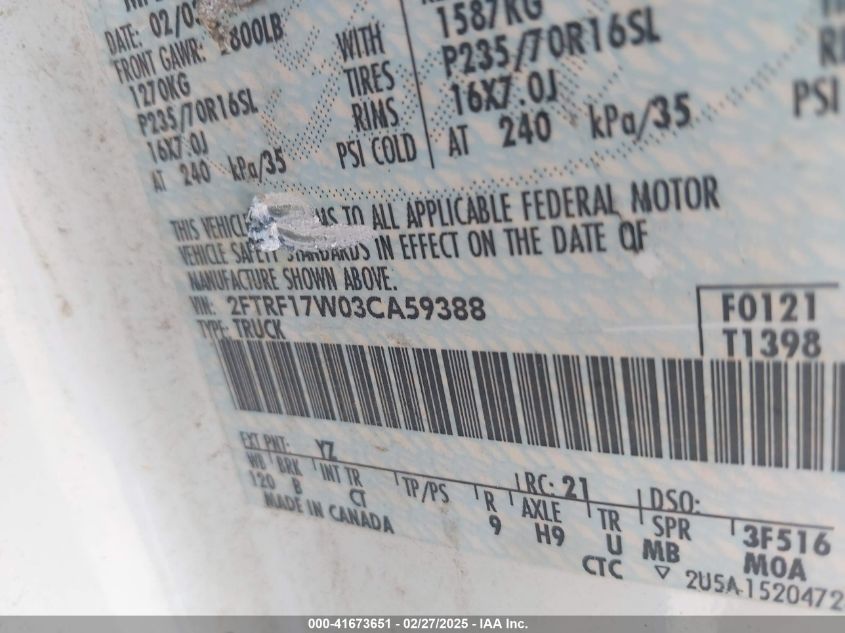 DATE: 02/03
FRONT GAWR: 2800LB
1270KG
P235/70R16SL
16X7.0J
AT 240 kPa/35
WITH
TIRES
RIMS
PSI COLD
1587KG
P235/70R16SL
16X7.0J
AT 240 kPa/35
PSI
THIS VEHICLE TO ALL APPLICABLE FEDERAL MOTOR
VEHICLE SAFETY STANDARDS IN EFFECT ON THE DATE OF
MANUFACTURE SHOWN ABOVE.
VIN: 2FTRF17W03CA59388
TYPE: TRUCK
F0121
T1398
EXT PNT: YZ
RC: 21
DSO:
WB BRK INT TR TP/PS R AXLE TR SPR 3F516
120 B CT 9 H9 U MB M0A
MADE IN CANADA
CTC ▽ 2U5A-1520472
000-41673651 - 02/27/2025 - IAA Inc.